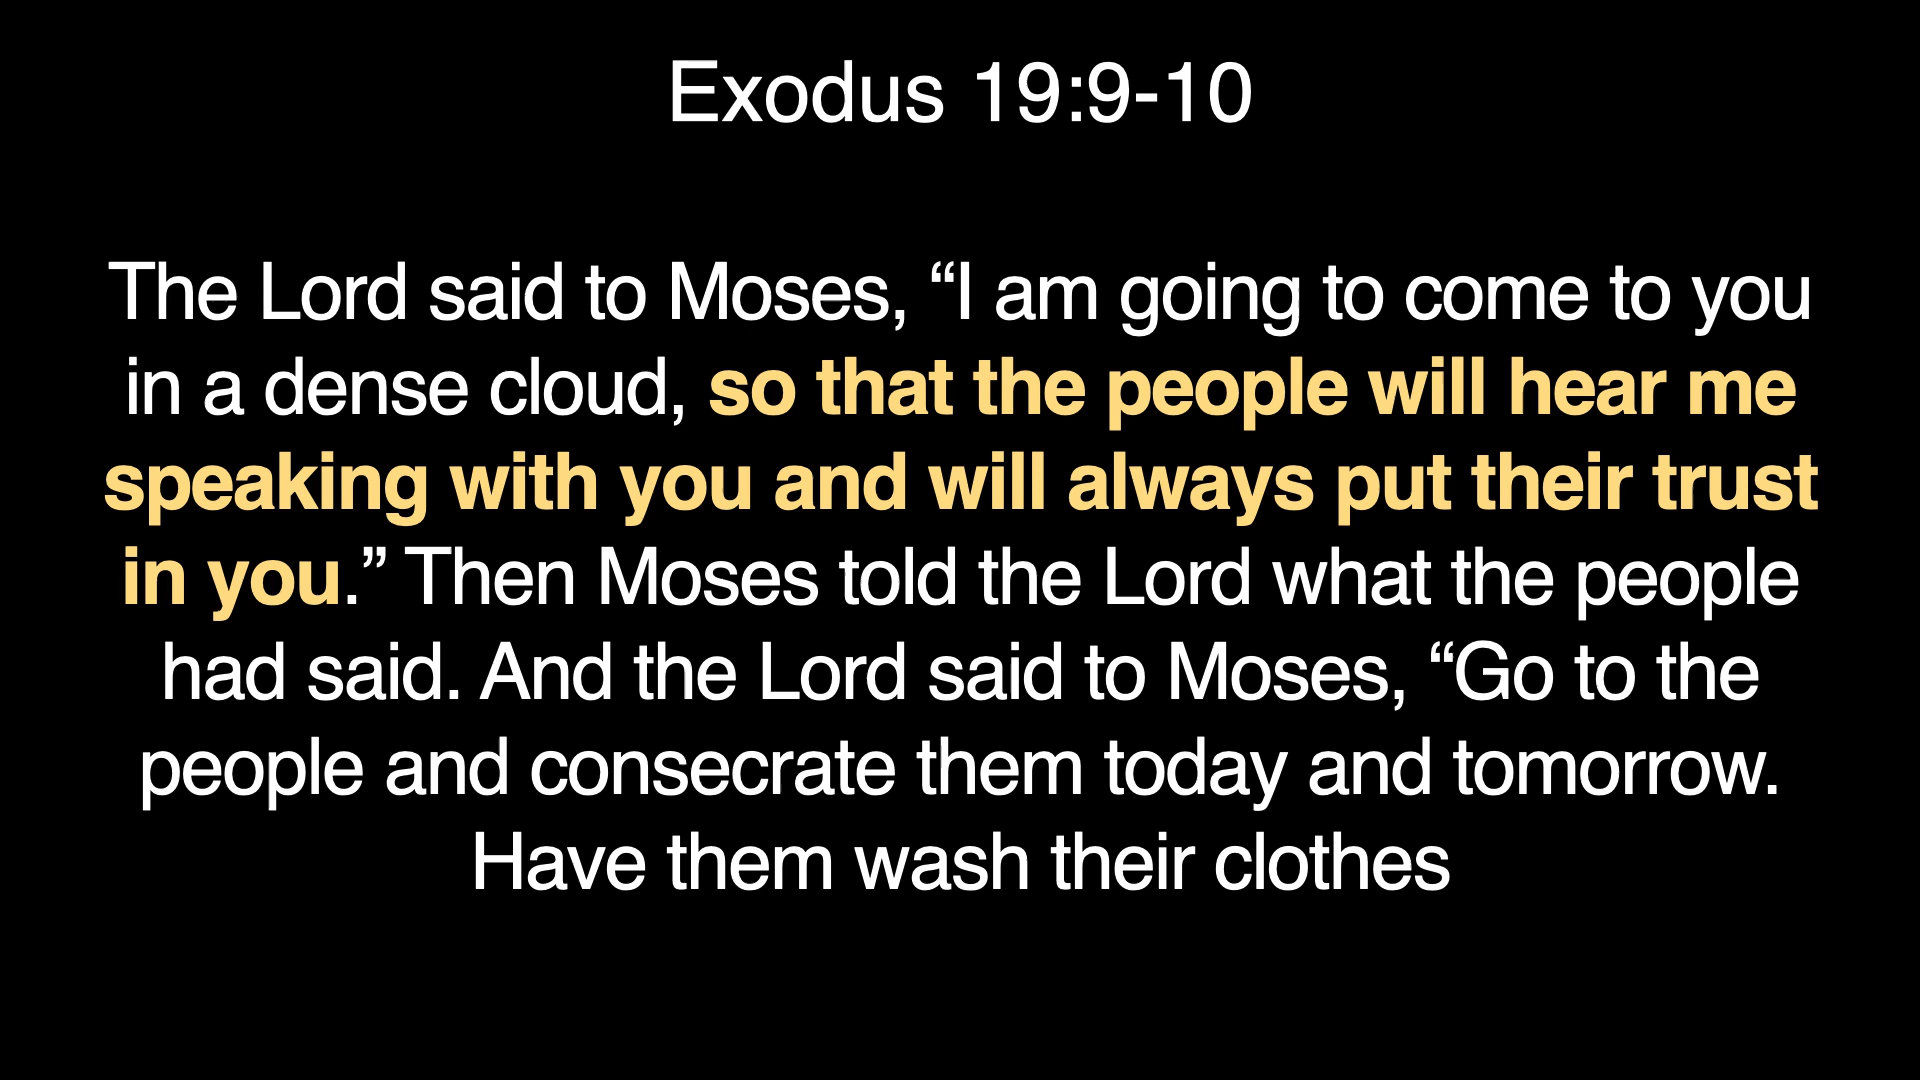 Exodus 19:9-10
The Lord said to Moses, “I am going to come to you
in a dense cloud, so that the people will hear me
speaking with you and will always put their trust
in you.” Then Moses told the Lord what the people
had said. And the Lord said to Moses, “Go to the
people and consecrate them today and tomorrow.
Have them wash their clothes